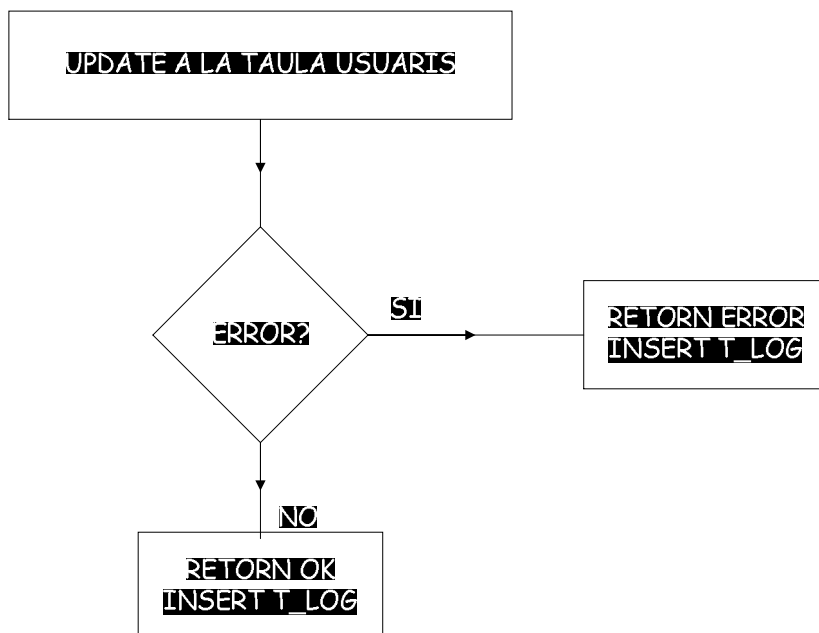 UPDATE A LA TAULA USUARIS
SI
ERROR?
RETORN ERROR
INSERT T_LOG
NO
RETORN OK
INSERT T_LOG